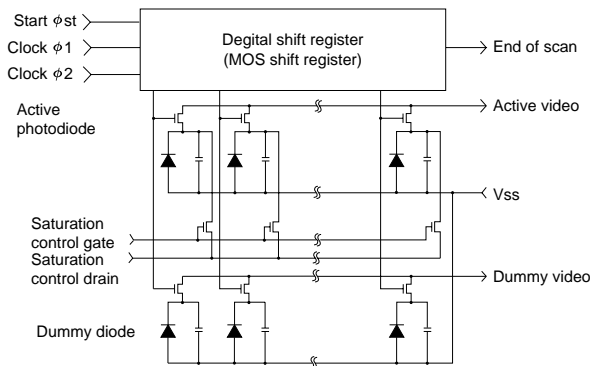 Start ϕst
Clock ϕ1
Clock ϕ2
Degital shift register
(MOS shift register)
End of scan
Active
photodiode
Active video
Vss
Saturation
control gate
Saturation
control drain
Dummy video
Dummy diode